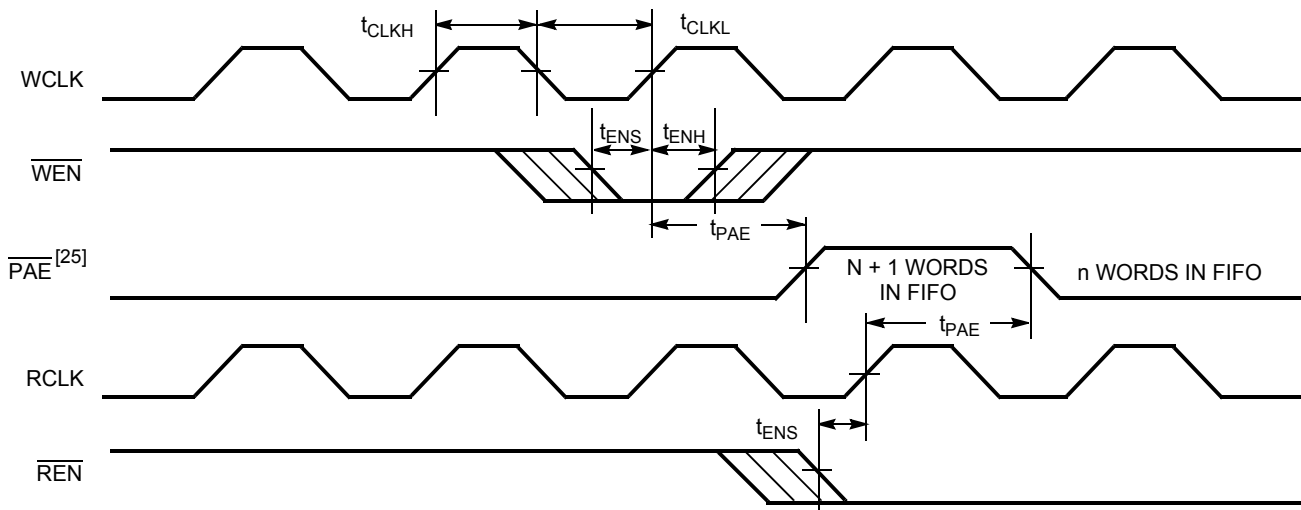 tCLKH
tCLKL
WCLK
tENS
tENH
WEN
tPAE
PAE [25]
N + 1 WORDS
IN FIFO
n WORDS IN FIFO
tPAE
RCLK
tENS
REN